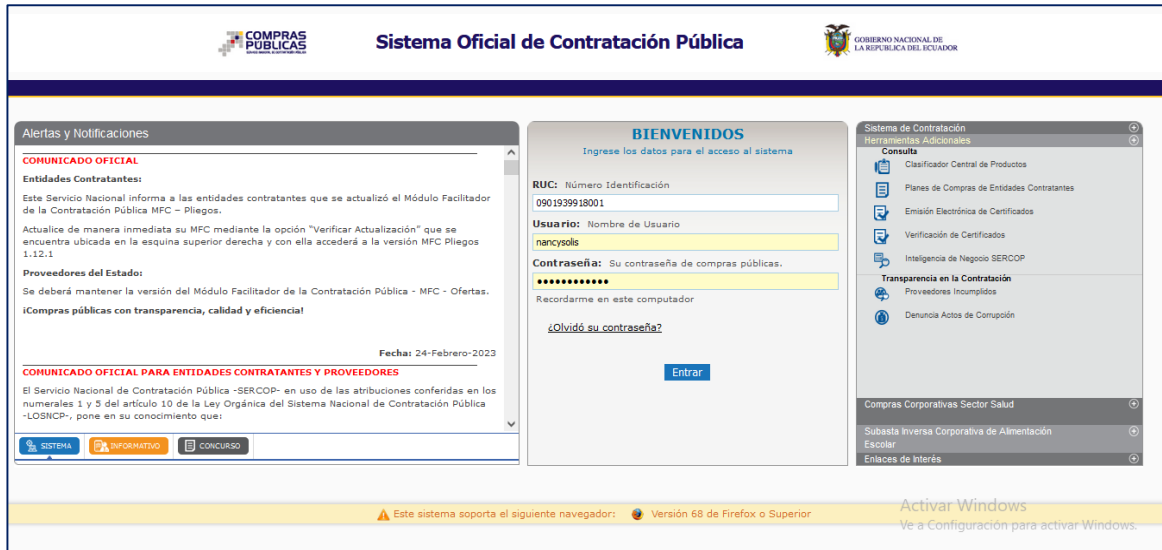 COMPRAS
PÚBLICAS
Sistema Oficial de Contratación Pública
GOBIERNO NACIONAL DE
LA REPUBLICA DEL ECUADOR
Alertas y Notificaciones
COMUNICADO OFICIAL
Entidades Contratantes:
Este Servicio Nacional informa a las entidades contratantes que se actualizó el Módulo Facilitador
de la Contratación Pública MFC – Pliegos.
Actualice de manera inmediata su MFC mediante la opción “Verificar Actualización” que se
encuentra ubicada en la esquina superior derecha y con ella accederá a la versión MFC Pliegos
1.12.1
Proveedores del Estado:
Se deberá mantener la versión del Módulo Facilitador de la Contratación Pública - MFC - Ofertas.
¡Compras públicas con transparencia, calidad y eficiencia!
Fecha: 24-Febrero-2023
COMUNICADO OFICIAL PARA ENTIDADES CONTRATANTES Y PROVEEDORES
El Servicio Nacional de Contratación Pública -SERCOP- en uso de las atribuciones conferidas en los
numerales 1 y 5 del artículo 10 de la Ley Orgánica del Sistema Nacional de Contratación Pública
-LOSNCP-, pone en su conocimiento que:
SISTEMA
INFORMATIVO
CONCURSO
BIENVENIDOS
Ingrese los datos para el acceso al sistema
RUC: Número Identificación
0901939918001
Usuario: Nombre de Usuario
nancysolis
Contraseña: Su contraseña de compras públicas.
••••••••••••
Recordarme en este computador
¿Olvidó su contraseña?
Entrar
Sistema de Contratación
Herramientas Adicionales
Consulta
Clasificador Central de Productos
Planes de Compras de Entidades Contratantes
Emisión Electrónica de Certificados
Verificación de Certificados
Inteligencia de Negocio SERCOP
Transparencia en la Contratación
Proveedores Incumplidos
Denuncia Actos de Corrupción
Compras Corporativas Sector Salud
Subasta Inversa Corporativa de Alimentación
Escolar
Enlaces de Interés
Este sistema soporta el siguiente navegador: Versión 68 de Firefox o Superior
Activar Windows
Ve a Configuración para activar Windows.